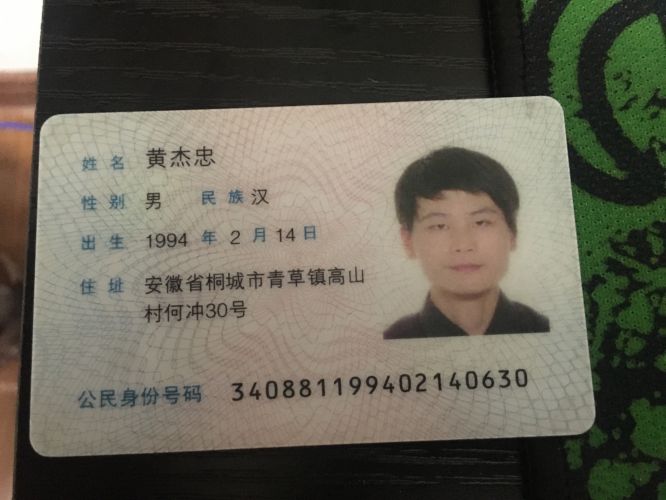 姓名 黄杰忠
性别 男 民族 汉
出生 1994 年 2 月 14 日
住址 安徽省桐城市青草镇高山
村何冲30号
公民身份号码 340881199402140630